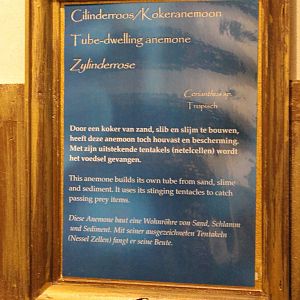 Cilinderroos/Kokeranemoon
Tube-dwelling anemone
Zylinderrose
Cerianthus sp.
Tropisch
Door een koker van zand, slib en slijm te bouwen,
heeft deze anemoon toch houvast en bescherming.
Met zijn uitstekende tentakels (netelcellen) wordt
het voedsel gevangen.
This anemone builds its own tube from sand, slime
and sediment. It uses its stinging tentacles to catch
passing prey items.
Diese Anemone baut eine Wohnröhre von Sand, Schlamm
und Sediment. Mit seiner ausgezeichneten Tentakeln
(Nessel Zellen) fangt er seine Beute.